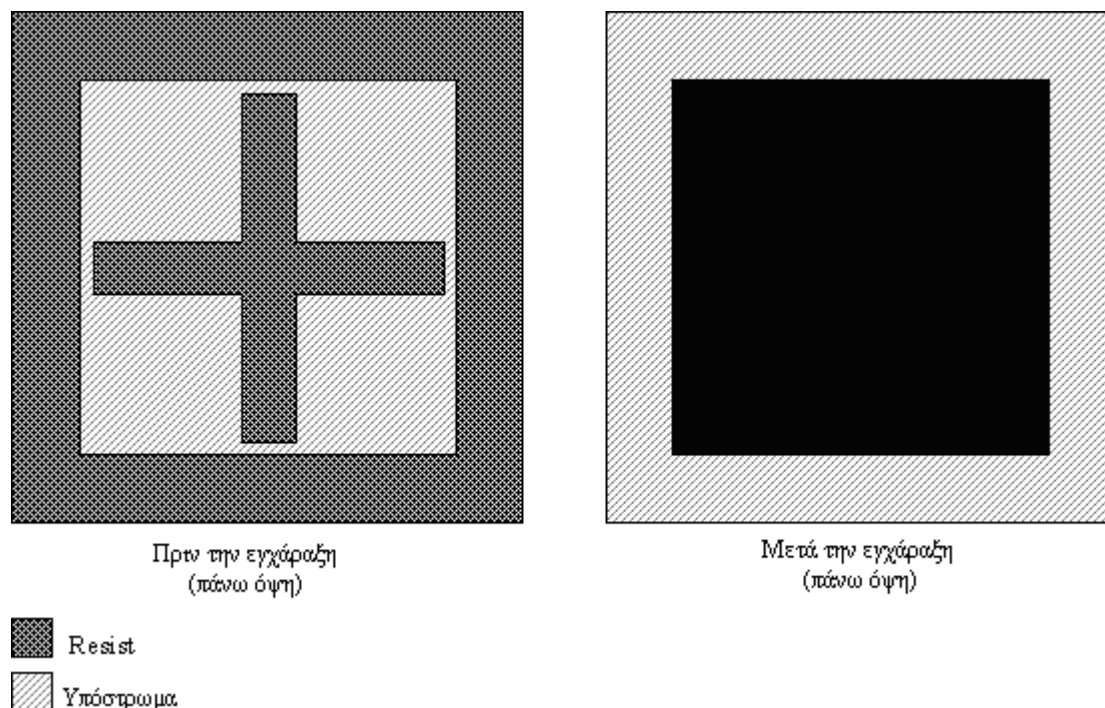 Πριν την εγχάραξη
(πάνω όψη)
Μετά την εγχάραξη
(πάνω όψη)
Resist
Υπόστρωμα